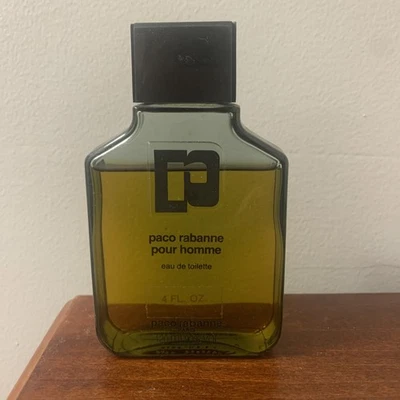 paco rabanne
pour homme
eau de toilette
4 FL. OZ.